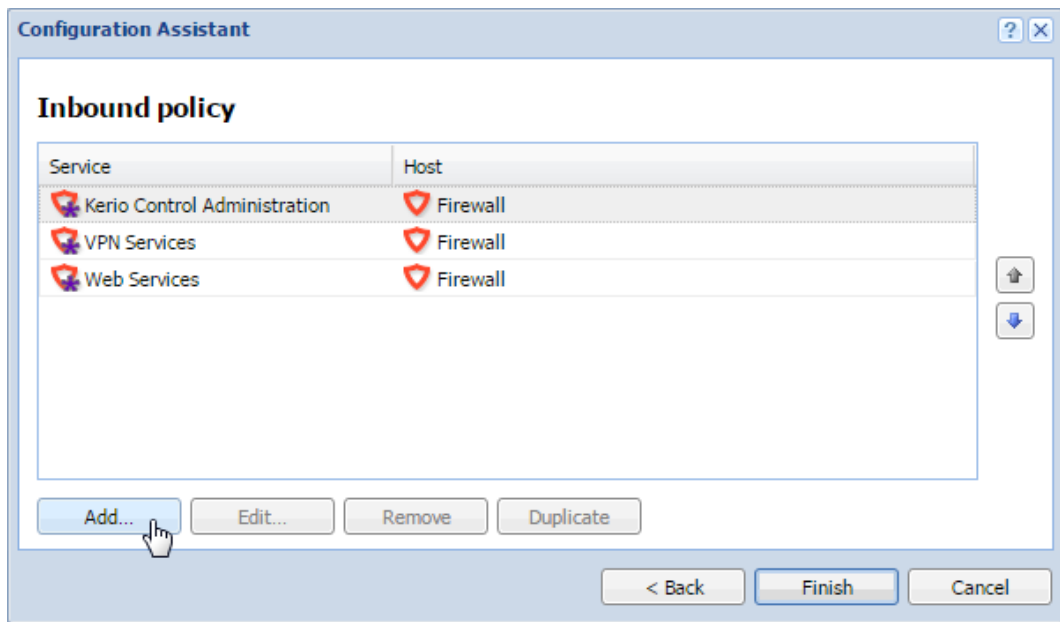 Configuration Assistant
Inbound policy
Service Host
Kerio Control Administration Firewall
VPN Services Firewall
Web Services Firewall
Add... Edit... Remove Duplicate
< Back Finish Cancel